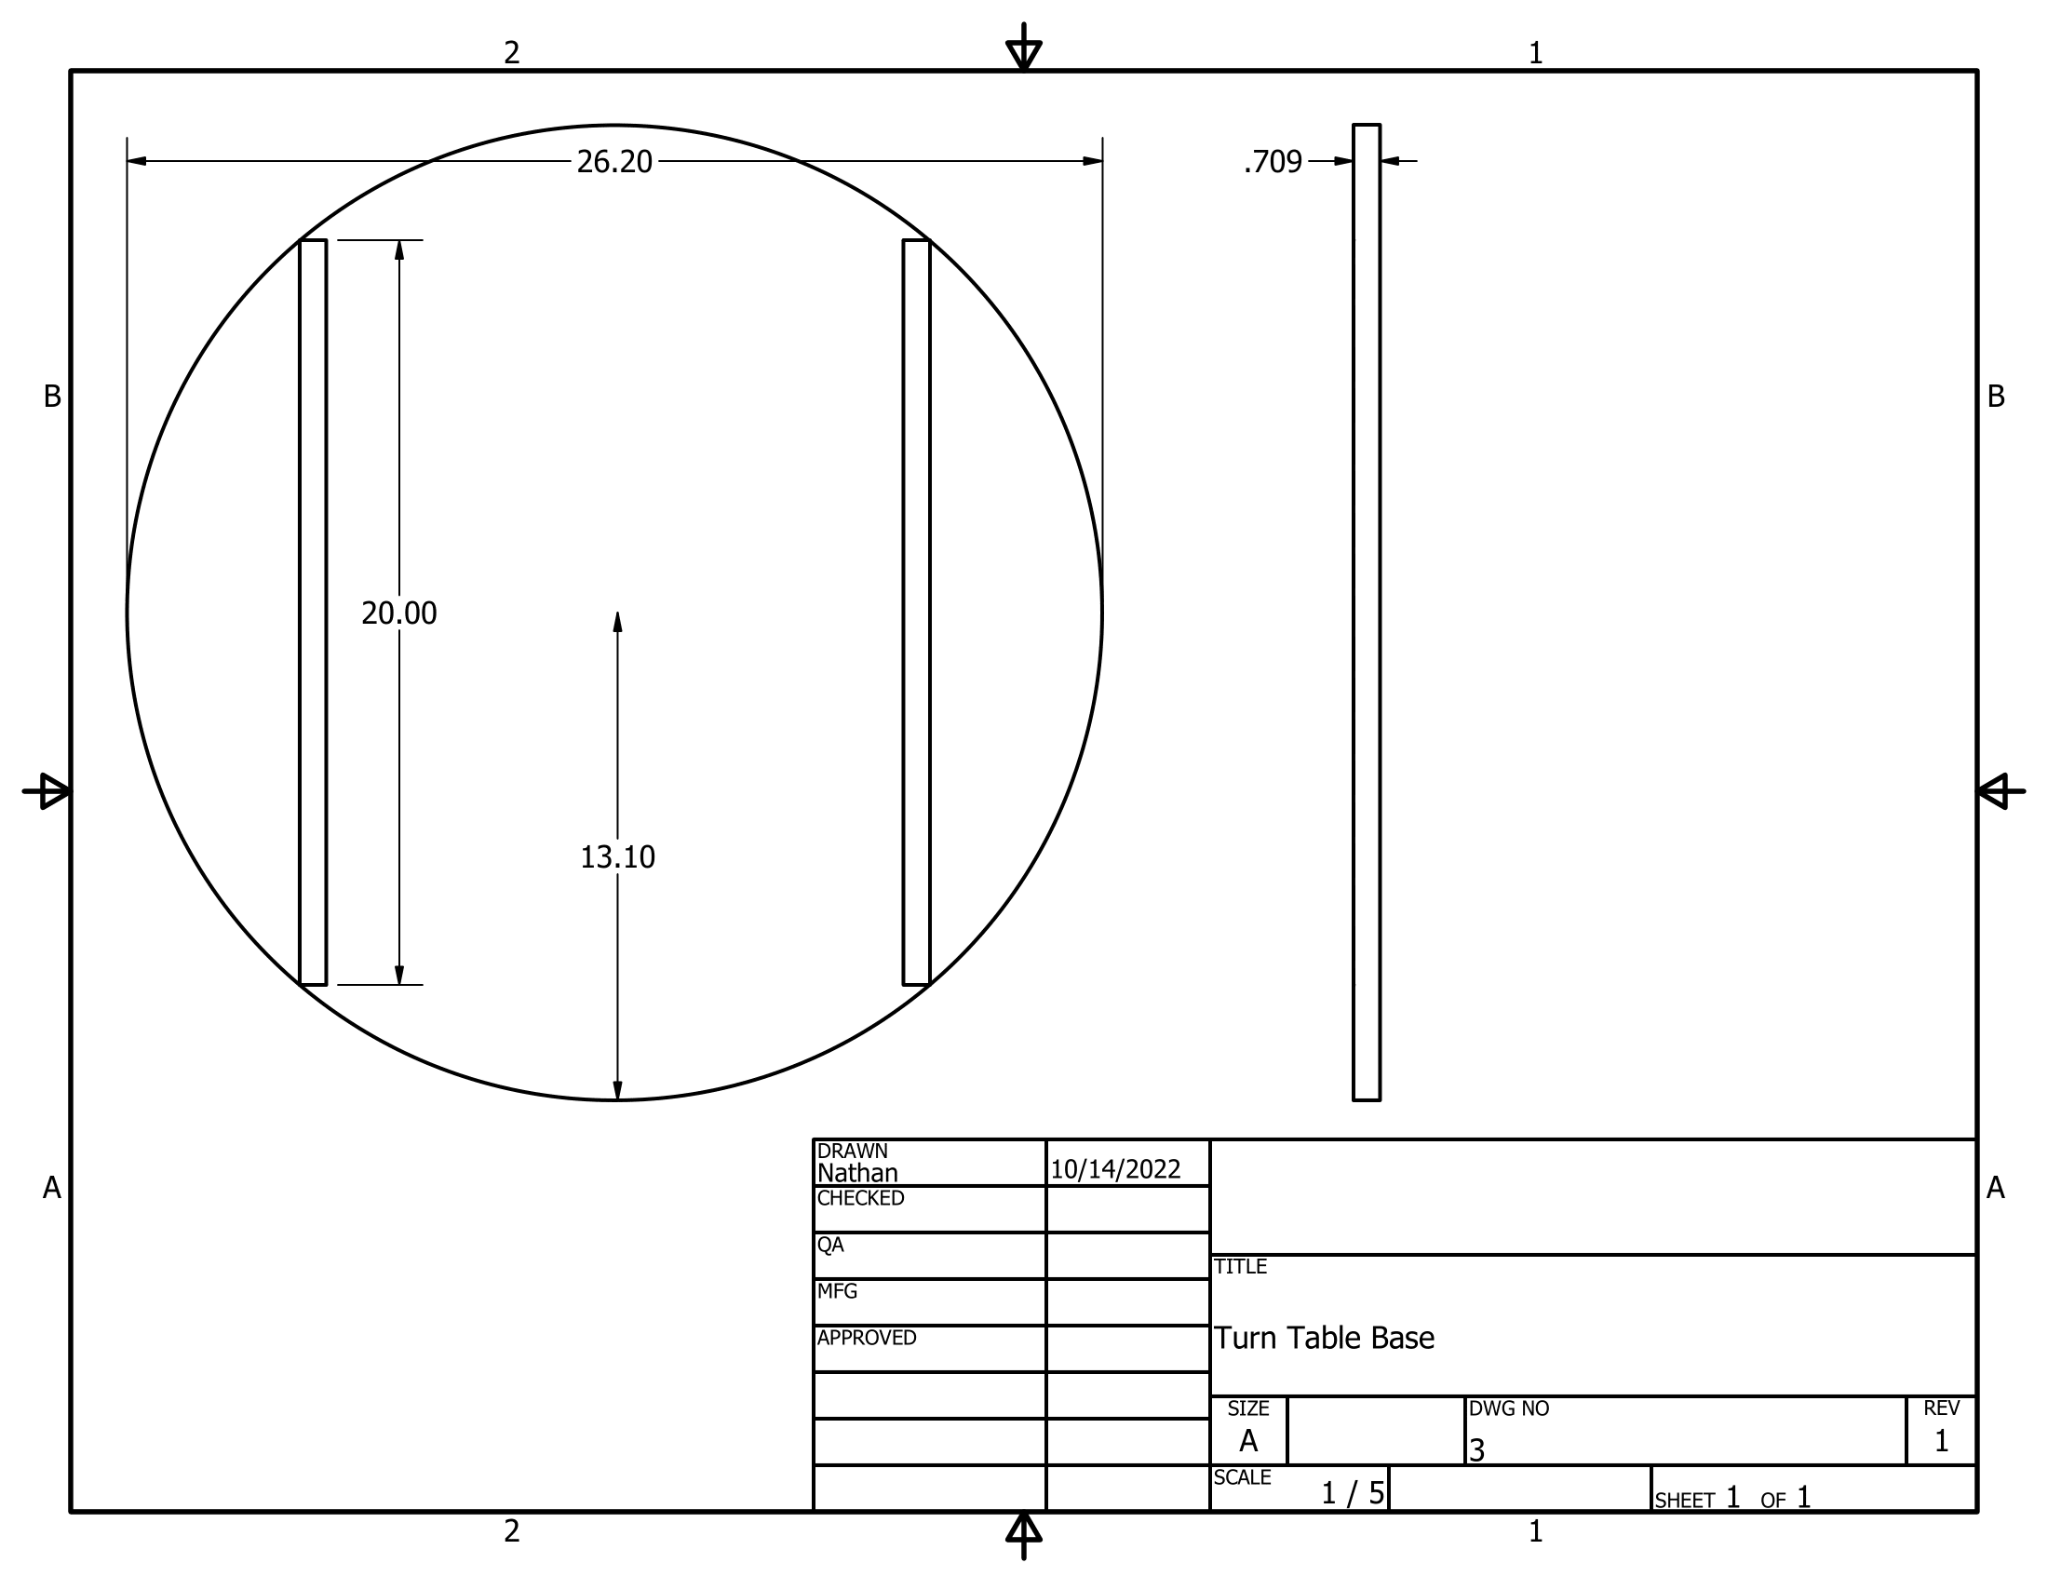 2 1
26.20 .709
B B
20.00
13.10
A A
DRAWN
Nathan 10/14/2022
CHECKED
QA
MFG
APPROVED
TITLE
Turn Table Base
SIZE DWG NO REV
A 3 1
SCALE 1 / 5 SHEET 1 OF 1
2 1